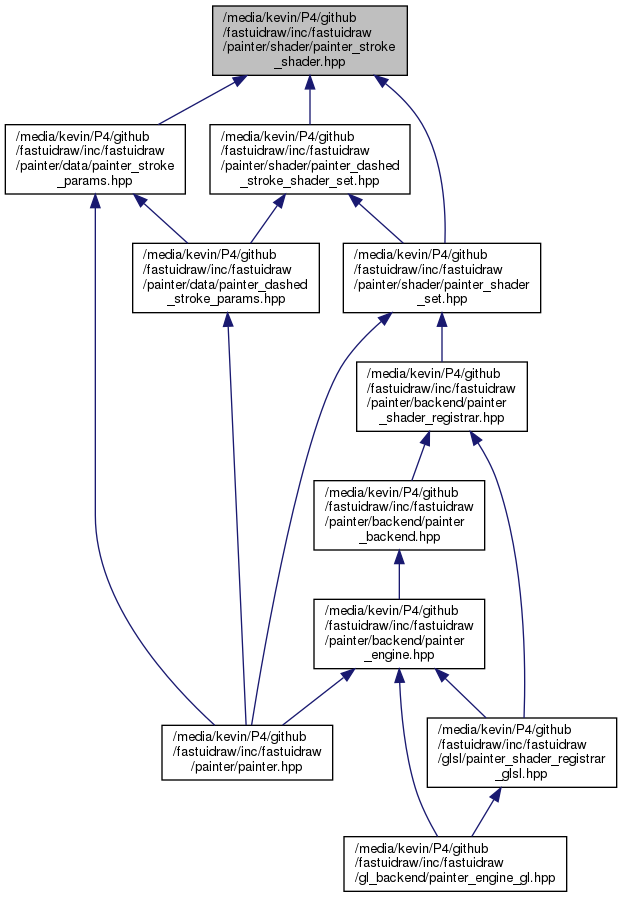 /media/kevin/P4/github
/fastuidraw/inc/fastuidraw
/painter/shader/painter_stroke
_shader.hpp
/media/kevin/P4/github
/fastuidraw/inc/fastuidraw
/painter/data/painter_stroke
_params.hpp
/media/kevin/P4/github
/fastuidraw/inc/fastuidraw
/painter/shader/painter_dashed
_stroke_shader_set.hpp
/media/kevin/P4/github
/fastuidraw/inc/fastuidraw
/painter/data/painter_dashed
_stroke_params.hpp
/media/kevin/P4/github
/fastuidraw/inc/fastuidraw
/painter/shader/painter_shader
_set.hpp
/media/kevin/P4/github
/fastuidraw/inc/fastuidraw
/painter/backend/painter
_shader_registrar.hpp
/media/kevin/P4/github
/fastuidraw/inc/fastuidraw
/painter/backend/painter
_backend.hpp
/media/kevin/P4/github
/fastuidraw/inc/fastuidraw
/painter/backend/painter
_engine.hpp
/media/kevin/P4/github
/fastuidraw/inc/fastuidraw
/painter/painter.hpp
/media/kevin/P4/github
/fastuidraw/inc/fastuidraw
/glsl/painter_shader_registrar
_glsl.hpp
/media/kevin/P4/github
/fastuidraw/inc/fastuidraw
/gl_backend/painter_engine_gl.hpp